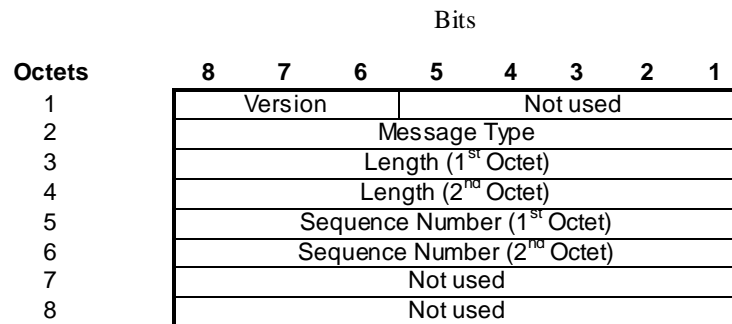 Bits
Octets 8 7 6 5 4 3 2 1
1 Version Not used
2 Message Type
3 Length (1st Octet)
4 Length (2nd Octet)
5 Sequence Number (1st Octet)
6 Sequence Number (2nd Octet)
7 Not used
8 Not used